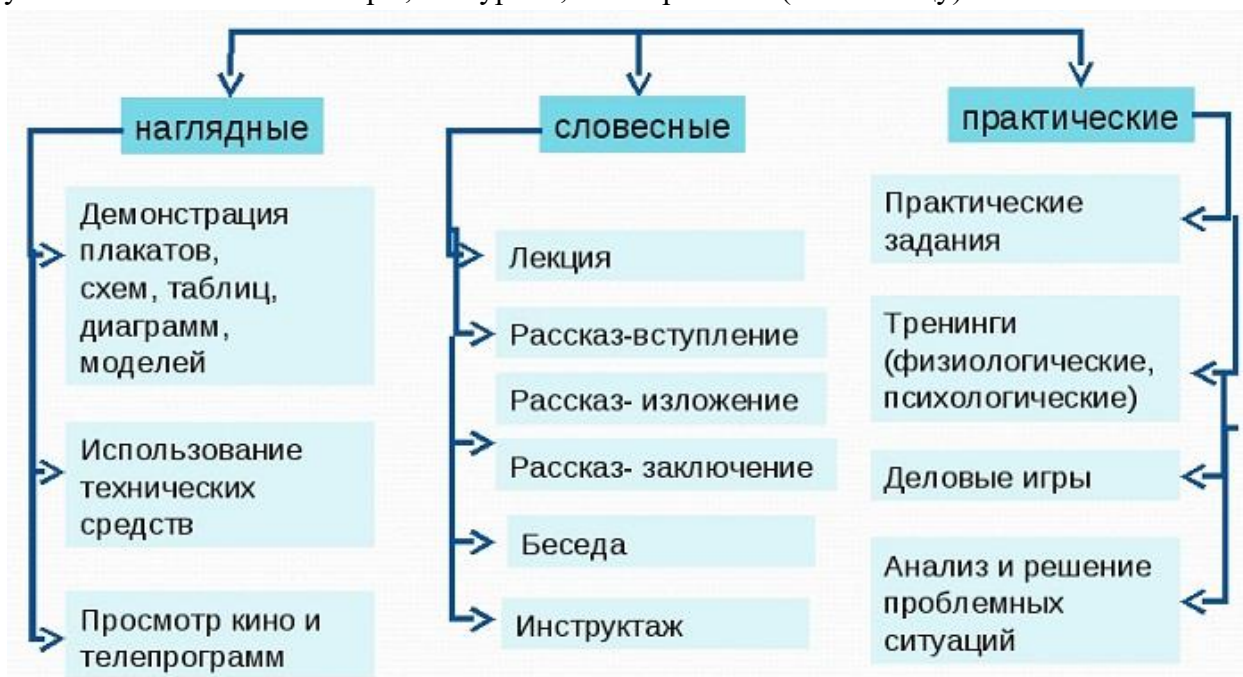 наглядные
словесные
практические
Демонстрация
плакатов,
схем, таблиц,
диаграмм,
моделей
Использование
технических
средств
Просмотр кино и
телепрограмм
Лекция
Рассказ-вступление
Рассказ- изложение
Рассказ- заключение
Беседа
Инструктаж
Практические
задания
Тренинги
(физиологические,
психологические)
Деловые игры
Анализ и решение
проблемных
ситуаций